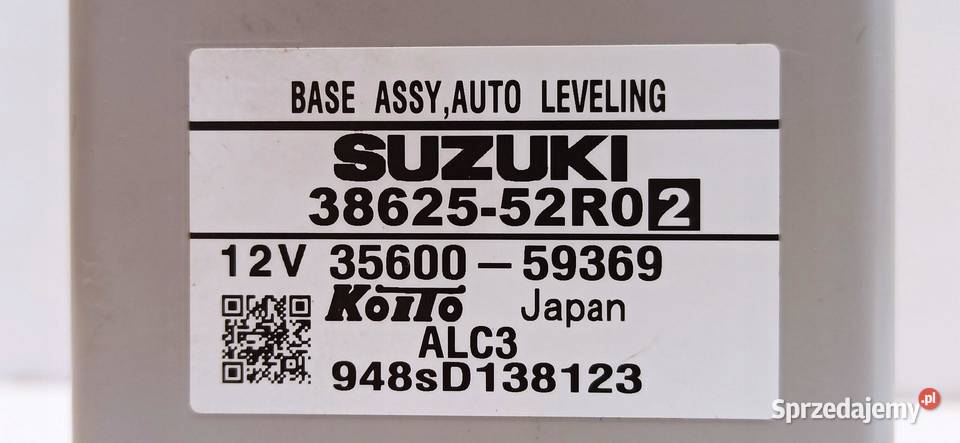 BASE ASSY,AUTO LEVELING
SUZUKI
38625-52R02
12V 35600-59369
KOITO Japan
ALC3
948sD138123
Sprzedajemy.pl